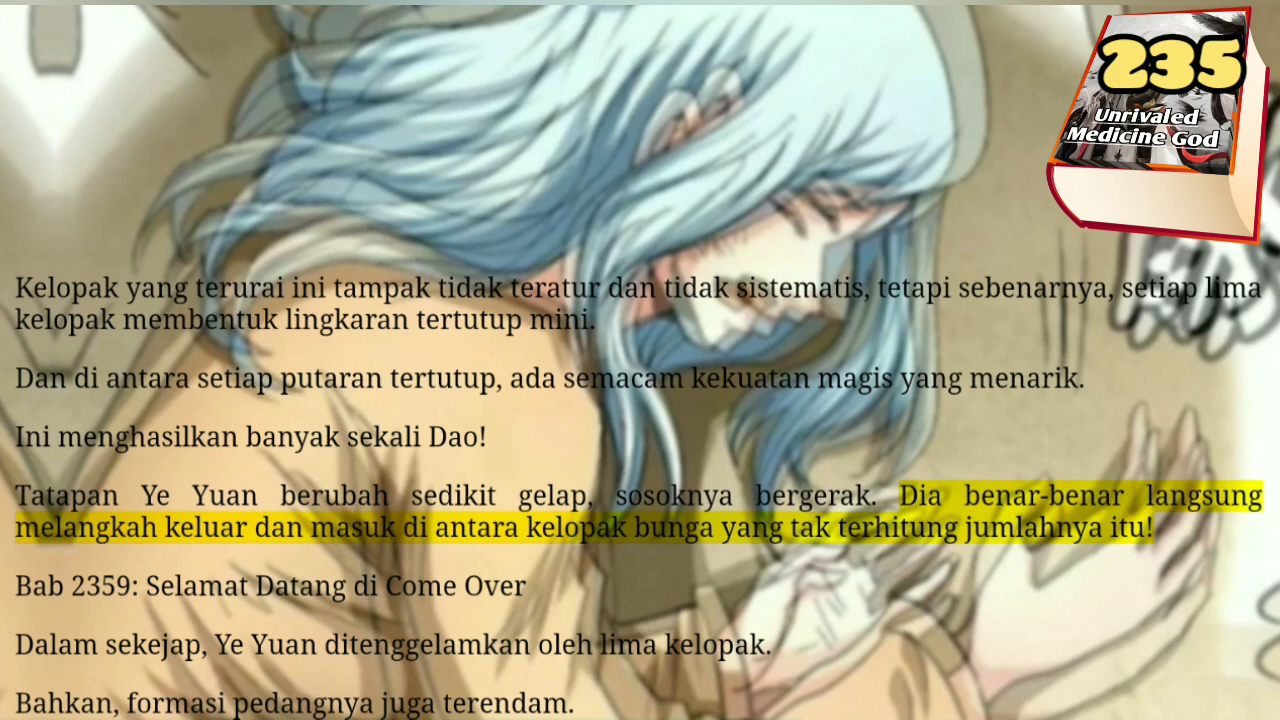 235
Unrivaled
Medicine God
Kelopak yang terurai ini tampak tidak teratur dan tidak sistematis, tetapi sebenarnya, setiap lima
kelopak membentuk lingkaran tertutup mini.
Dan di antara setiap putaran tertutup, ada semacam kekuatan magis yang menarik.
Ini menghasilkan banyak sekali Dao!
Tatapan Ye Yuan berubah sedikit gelap, sosoknya bergerak. Dia benar-benar langsung
melangkah keluar dan masuk di antara kelopak bunga yang tak terhitung jumlahnya itu!
Bab 2359: Selamat Datang di Come Over
Dalam sekejap, Ye Yuan ditenggelamkan oleh lima kelopak.
Bahkan, formasi pedangnya juga terendam.